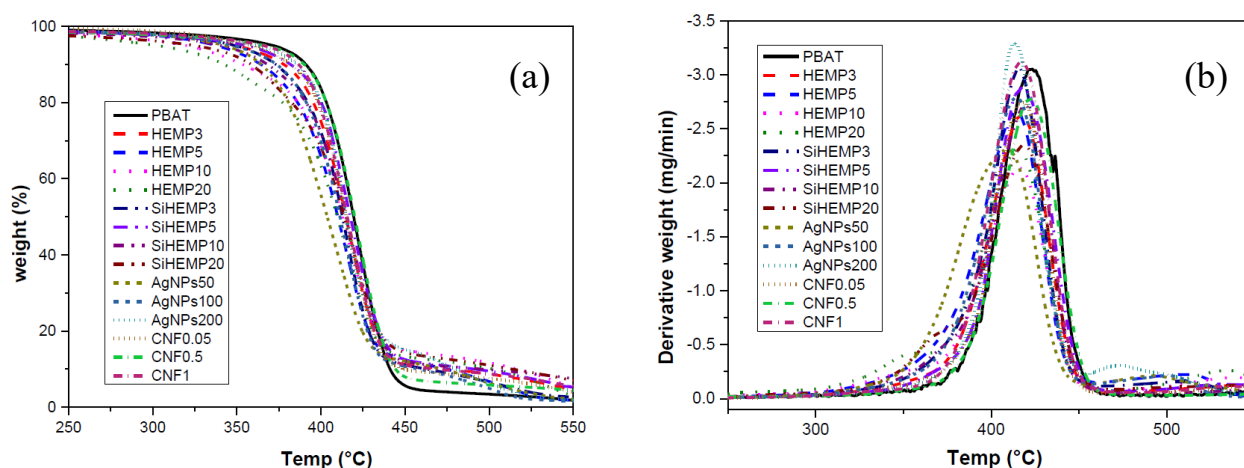 100
80
60
40
20
0
weight (%)
250 300 350 400 450 500 550
Temp (°C)
(a)
PBAT
HEMP3
HEMP5
HEMP10
HEMP20
SiHEMP3
SiHEMP5
SiHEMP10
SiHEMP20
AgNPs50
AgNPs100
AgNPs200
CNF0.05
CNF0.5
CNF1
-3.5
-3.0
-2.5
-2.0
-1.5
-1.0
-0.5
0.0
Derivative weight (mg/min)
300 400 500
Temp (°C)
(b)
PBAT
HEMP3
HEMP5
HEMP10
HEMP20
SiHEMP3
SiHEMP5
SiHEMP10
SiHEMP20
AgNPs50
AgNPs100
AgNPs200
CNF0.05
CNF0.5
CNF1